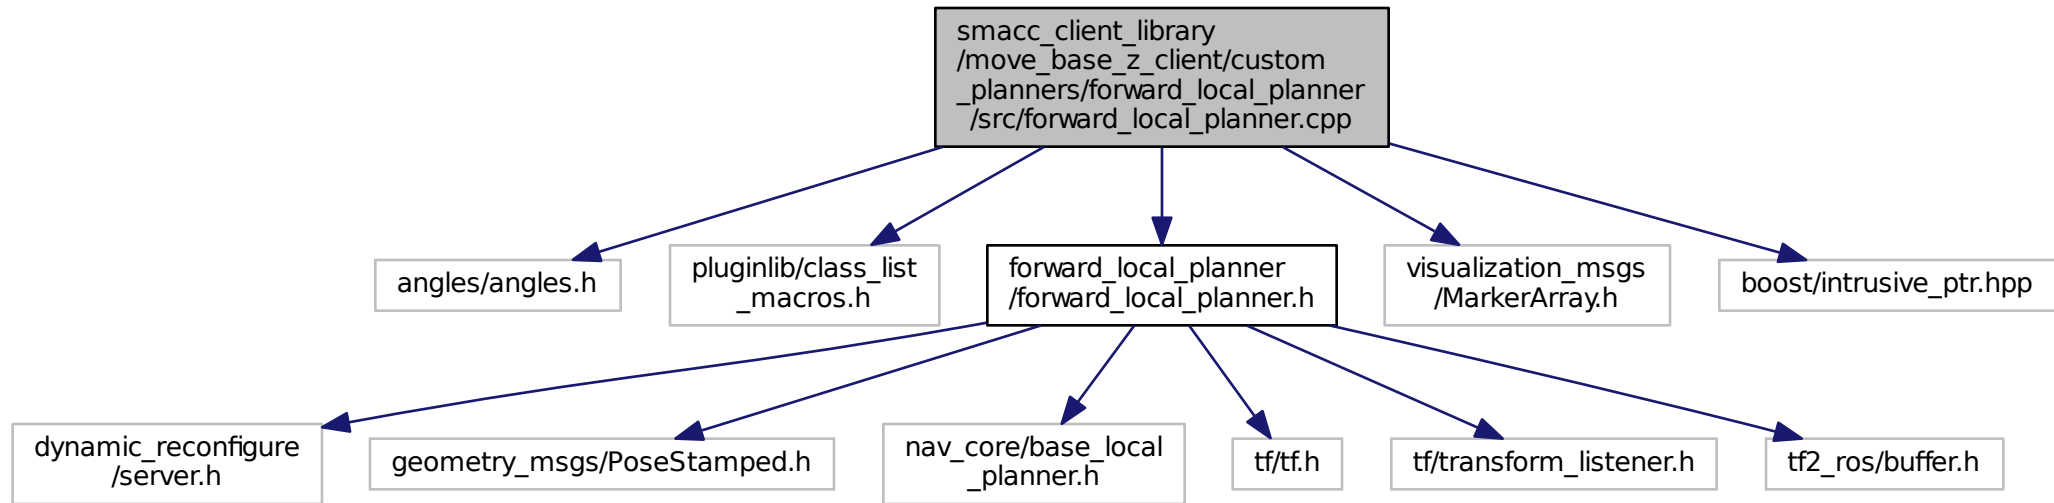 smacc_client_library
/move_base_z_client/custom
_planners/forward_local_planner
/src/forward_local_planner.cpp
angles/angles.h
pluginlib/class_list
_macros.h
forward_local_planner
/forward_local_planner.h
visualization_msgs
/MarkerArray.h
boost/intrusive_ptr.hpp
dynamic_reconfigure
/server.h
geometry_msgs/PoseStamped.h
nav_core/base_local
_planner.h
tf/tf.h
tf/transform_listener.h
tf2_ros/buffer.h